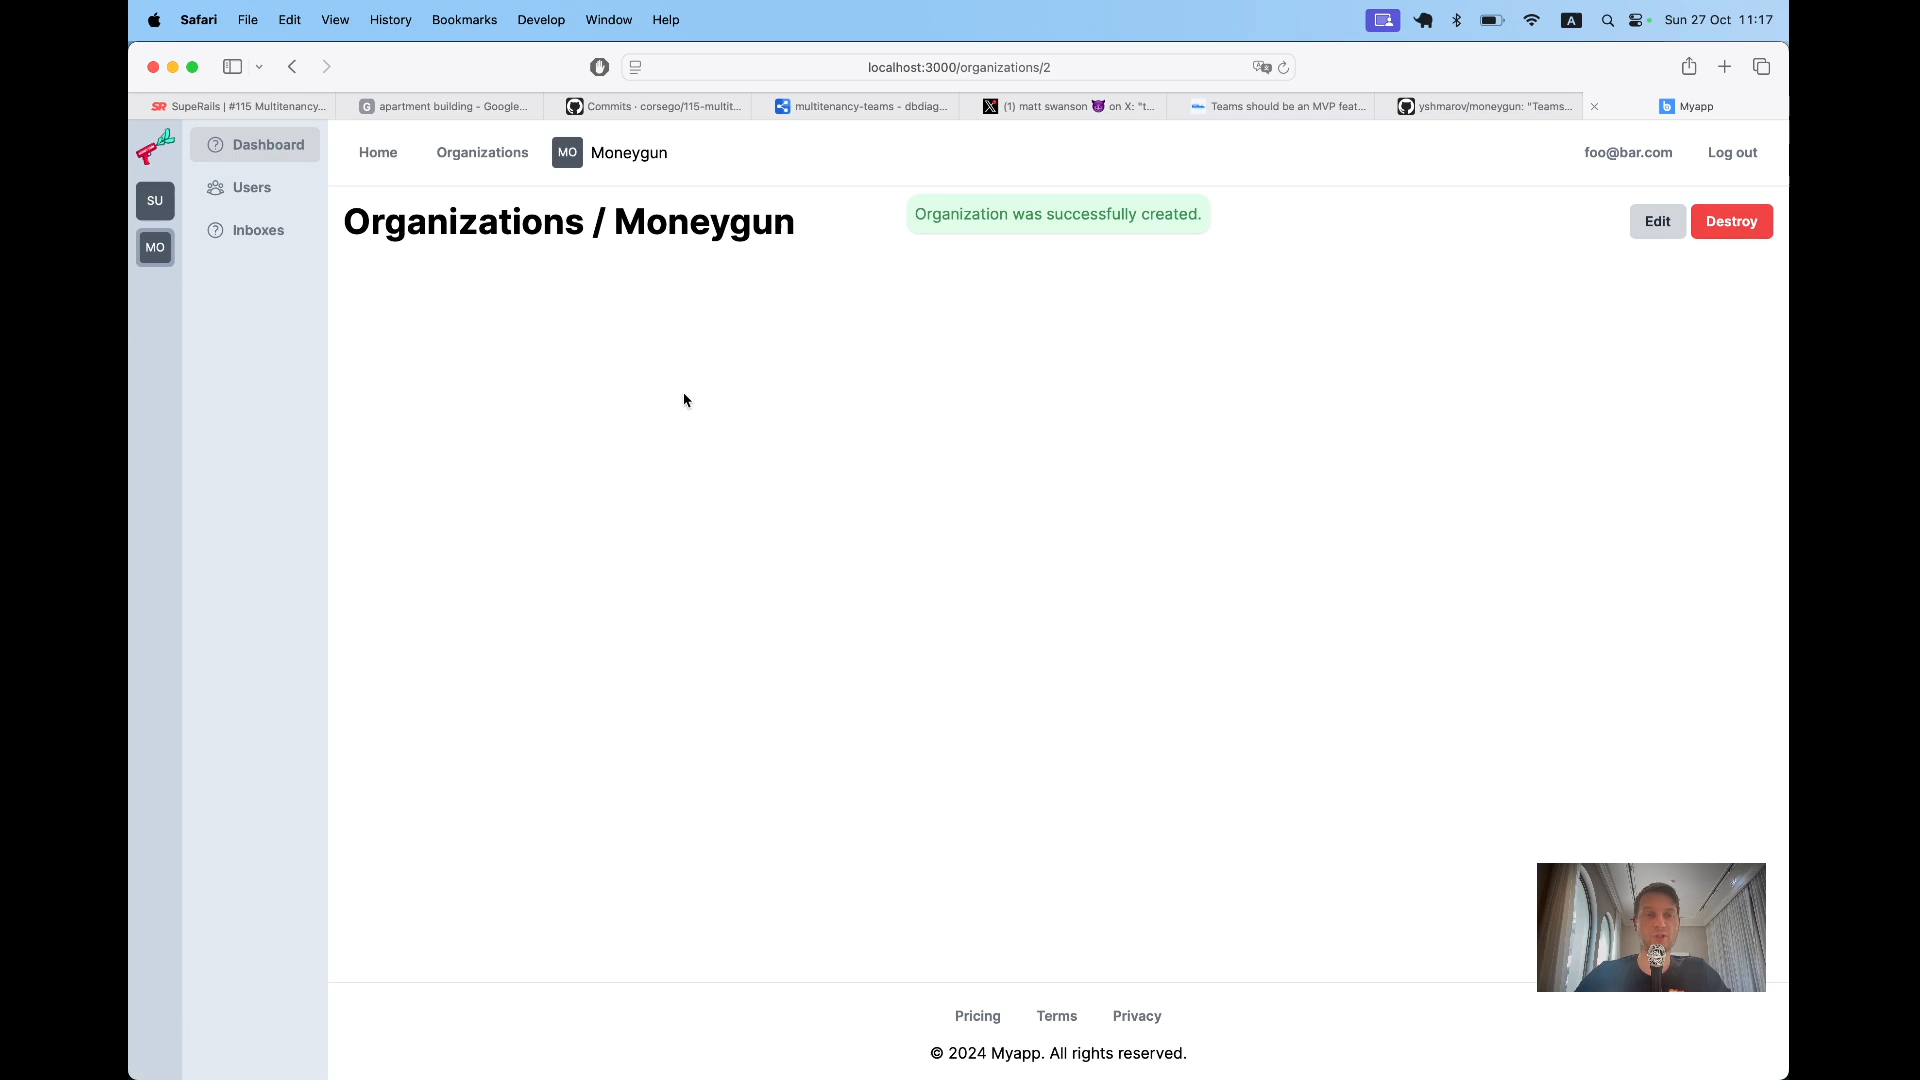 Safari File Edit View History Bookmarks Develop Window Help A Sun 27 Oct 11:17
localhost:3000/organizations/2
SR SupeRails | #115 Multitenancy... G apartment building - Google... Commits · corsego/115-multit... multitenancy-teams - dbdiag... X (1) matt swanson 😈 on X: "t... Teams should be an MVP feat... yshmarov/moneygun: "Teams... b Myapp
Dashboard
Users
Inboxes
SU
MO
Home Organizations MO Moneygun foo@bar.com Log out
Organizations / Moneygun
Organization was successfully created.
Edit Destroy
Pricing Terms Privacy
© 2024 Myapp. All rights reserved.